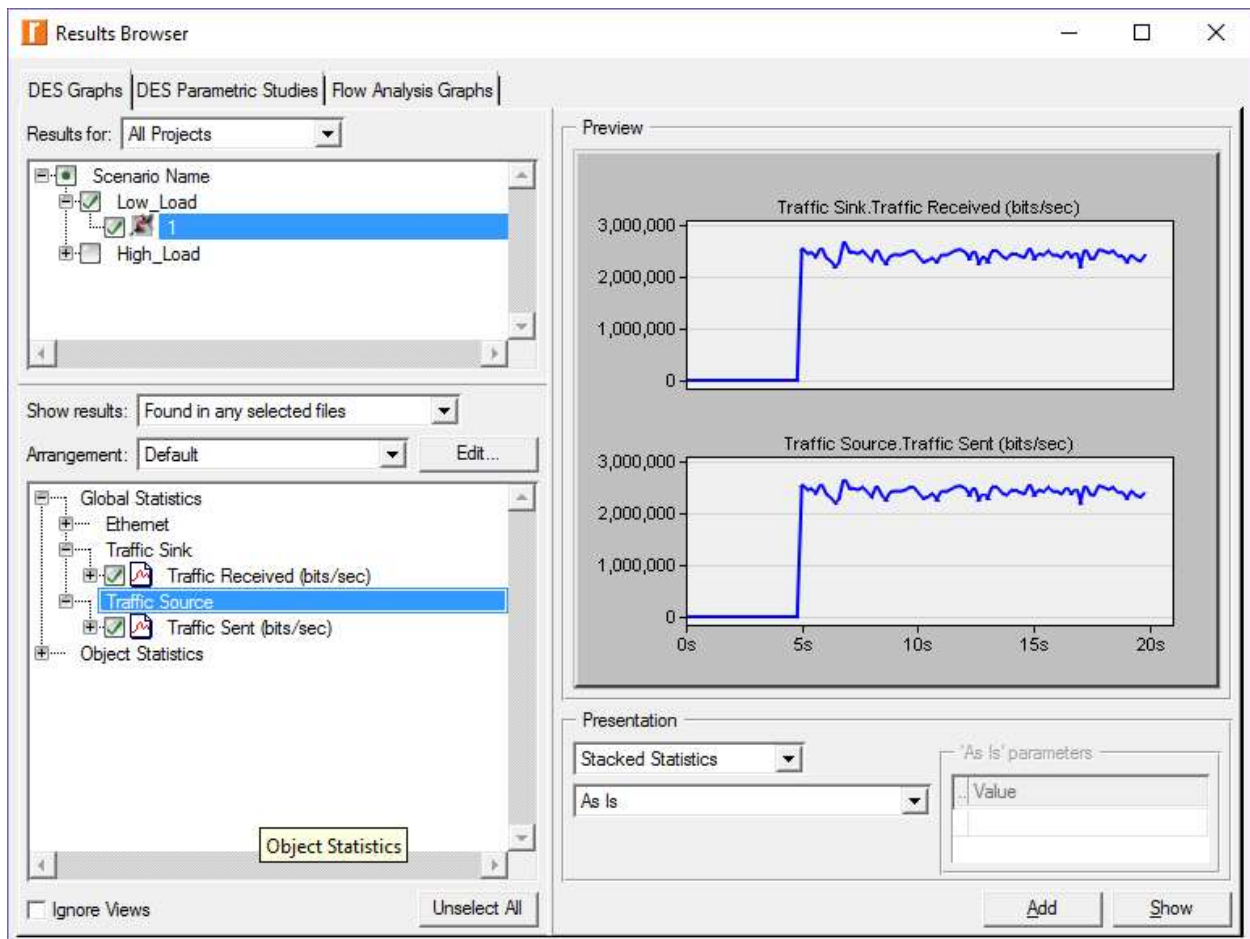 Results Browser
DES Graphs
DES Parametric Studies
Flow Analysis Graphs
Results for:
All Projects
Scenario Name
Low_Load
1
High_Load
Show results:
Found in any selected files
Arrangement:
Default
Edit...
Global Statistics
Ethernet
Traffic Sink
Traffic Received (bits/sec)
Traffic Source
Traffic Sent (bits/sec)
Object Statistics
Object Statistics
Ignore Views
Unselect All
Preview
Traffic Sink.Traffic Received (bits/sec)
3,000,000
2,000,000
1,000,000
0
Traffic Source.Traffic Sent (bits/sec)
3,000,000
2,000,000
1,000,000
0
0s 5s 10s 15s 20s
Presentation
Stacked Statistics
As Is
'As Is' parameters
.. Value
Add
Show